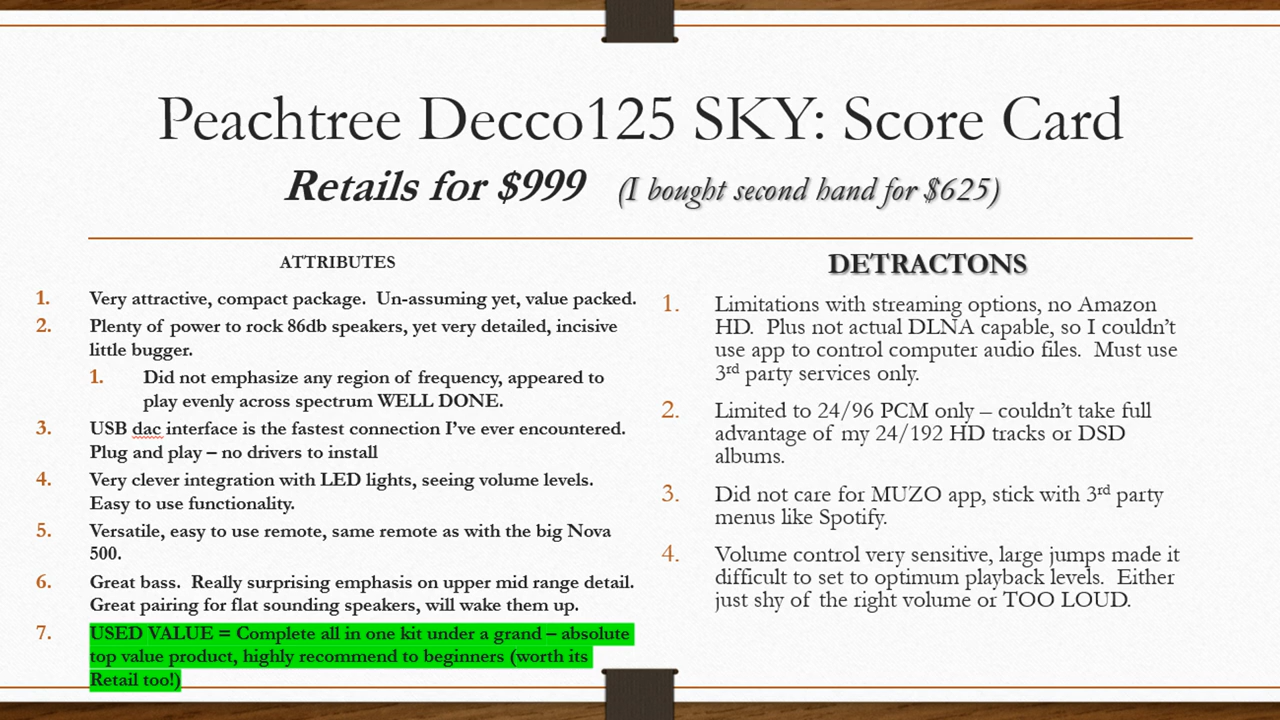 Peachtree Decco125 SKY: Score Card
Retails for $999 (I bought second hand for $625)
ATTRIBUTES
1. Very attractive, compact package. Un-assuming yet, value packed.
2. Plenty of power to rock 86db speakers, yet very detailed, incisive
little bugger.
1. Did not emphasize any region of frequency, appeared to
play evenly across spectrum WELL DONE.
3. USB dac interface is the fastest connection I've ever encountered.
Plug and play – no drivers to install
4. Very clever integration with LED lights, seeing volume levels.
Easy to use functionality.
5. Versatile, easy to use remote, same remote as with the big Nova
500.
6. Great bass. Really surprising emphasis on upper mid range detail.
Great pairing for flat sounding speakers, will wake them up.
7. USED VALUE = Complete all in one kit under a grand – absolute
top value product, highly recommend to beginners (worth its
Retail too!)
DETRACTONS
1. Limitations with streaming options, no Amazon
HD. Plus not actual DLNA capable, so I couldn't
use app to control computer audio files. Must use
3rd party services only.
2. Limited to 24/96 PCM only – couldn't take full
advantage of my 24/192 HD tracks or DSD
albums.
3. Did not care for MUZO app, stick with 3rd party
menus like Spotify.
4. Volume control very sensitive, large jumps made it
difficult to set to optimum playback levels. Either
just shy of the right volume or TOO LOUD.